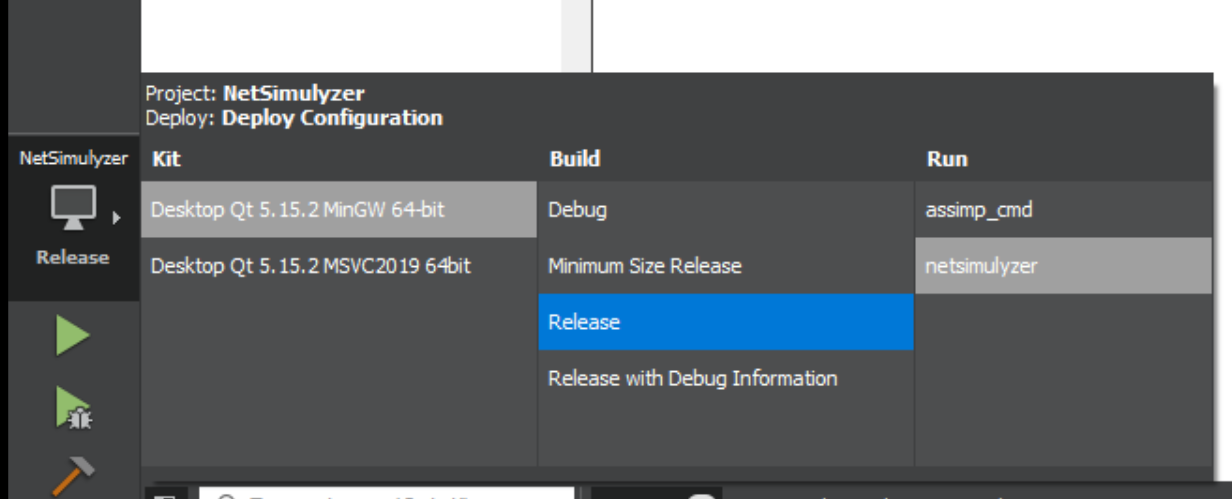 Project: NetSimulyzer
Deploy: Deploy Configuration
NetSimulyzer
Release
Kit
Desktop Qt 5.15.2 MinGW 64-bit
Desktop Qt 5.15.2 MSVC2019 64bit
Build
Debug
Minimum Size Release
Release
Release with Debug Information
Run
assimp_cmd
netsimulyzer